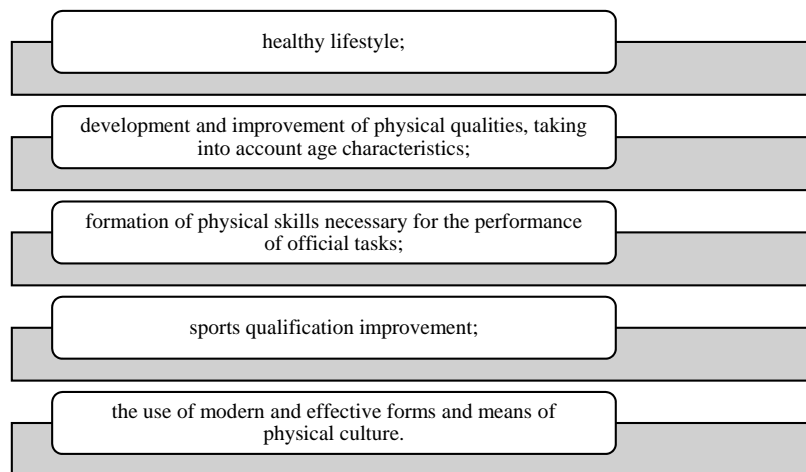 healthy lifestyle;
development and improvement of physical qualities, taking
into account age characteristics;
formation of physical skills necessary for the performance
of official tasks;
sports qualification improvement;
the use of modern and effective forms and means of
physical culture.